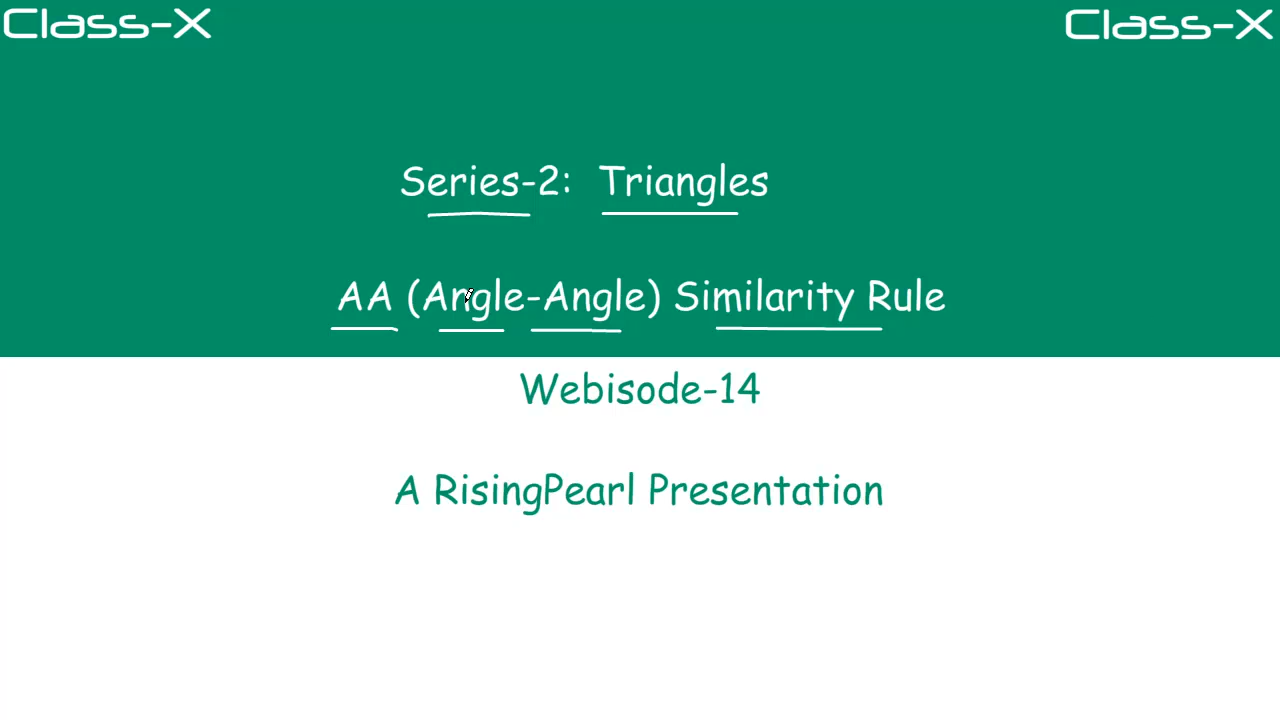 Class-X
Class-X
Series-2: Triangles
AA (Angle-Angle) Similarity Rule
Webisode-14
A RisingPearl Presentation